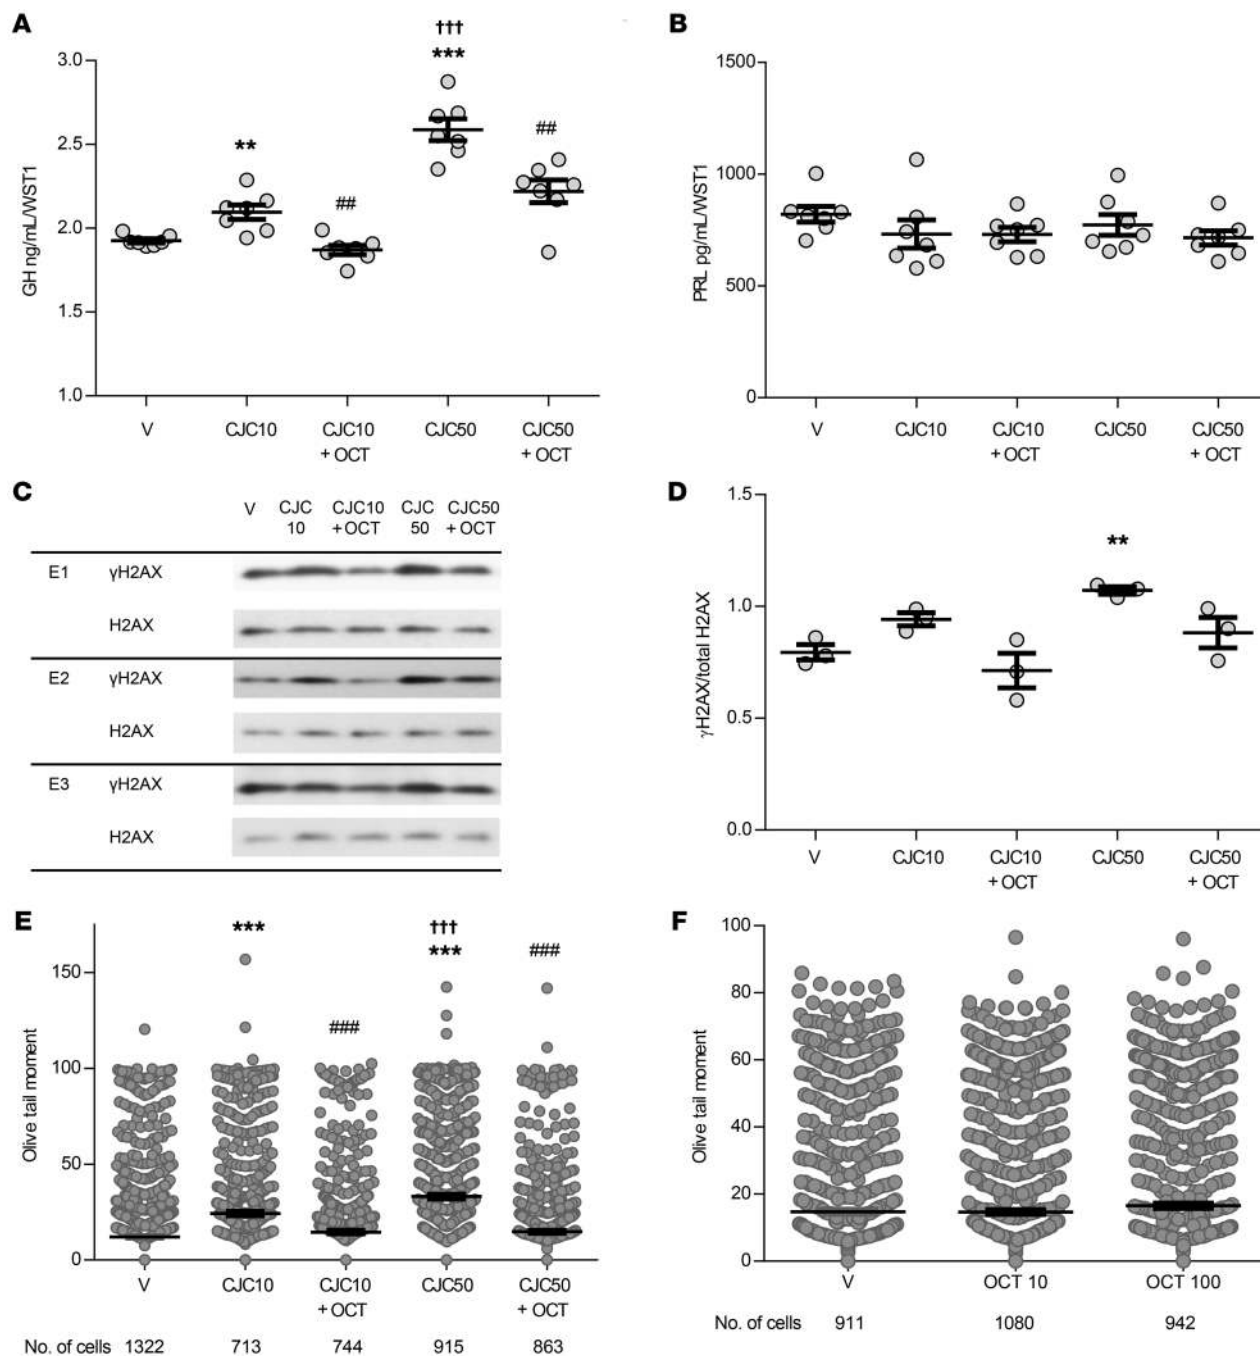 A
GH ng/mL/WST1
3.0
2.5
2.0
1.5
1.0
**
##
†††
***
##
V
CJC10
CJC10
+ OCT
CJC50
CJC50
+ OCT
B
PRL pg/mL/WST1
1500
1000
500
0
V
CJC10
CJC10
+ OCT
CJC50
CJC50
+ OCT
C
V
CJC
10
CJC10
+ OCT
CJC
50
CJC50
+ OCT
E1 γH2AX
H2AX
E2 γH2AX
H2AX
E3 γH2AX
H2AX
D
γH2AX/total H2AX
1.5
1.0
0.5
0.0
**
V
CJC10
CJC10
+ OCT
CJC50
CJC50
+ OCT
E
Olive tail moment
150
100
50
0
***
###
†††
***
###
V
CJC10
CJC10
+ OCT
CJC50
CJC50
+ OCT
No. of cells 1322 713 744 915 863
F
Olive tail moment
100
80
60
40
20
0
V
OCT 10
OCT 100
No. of cells 911 1080 942